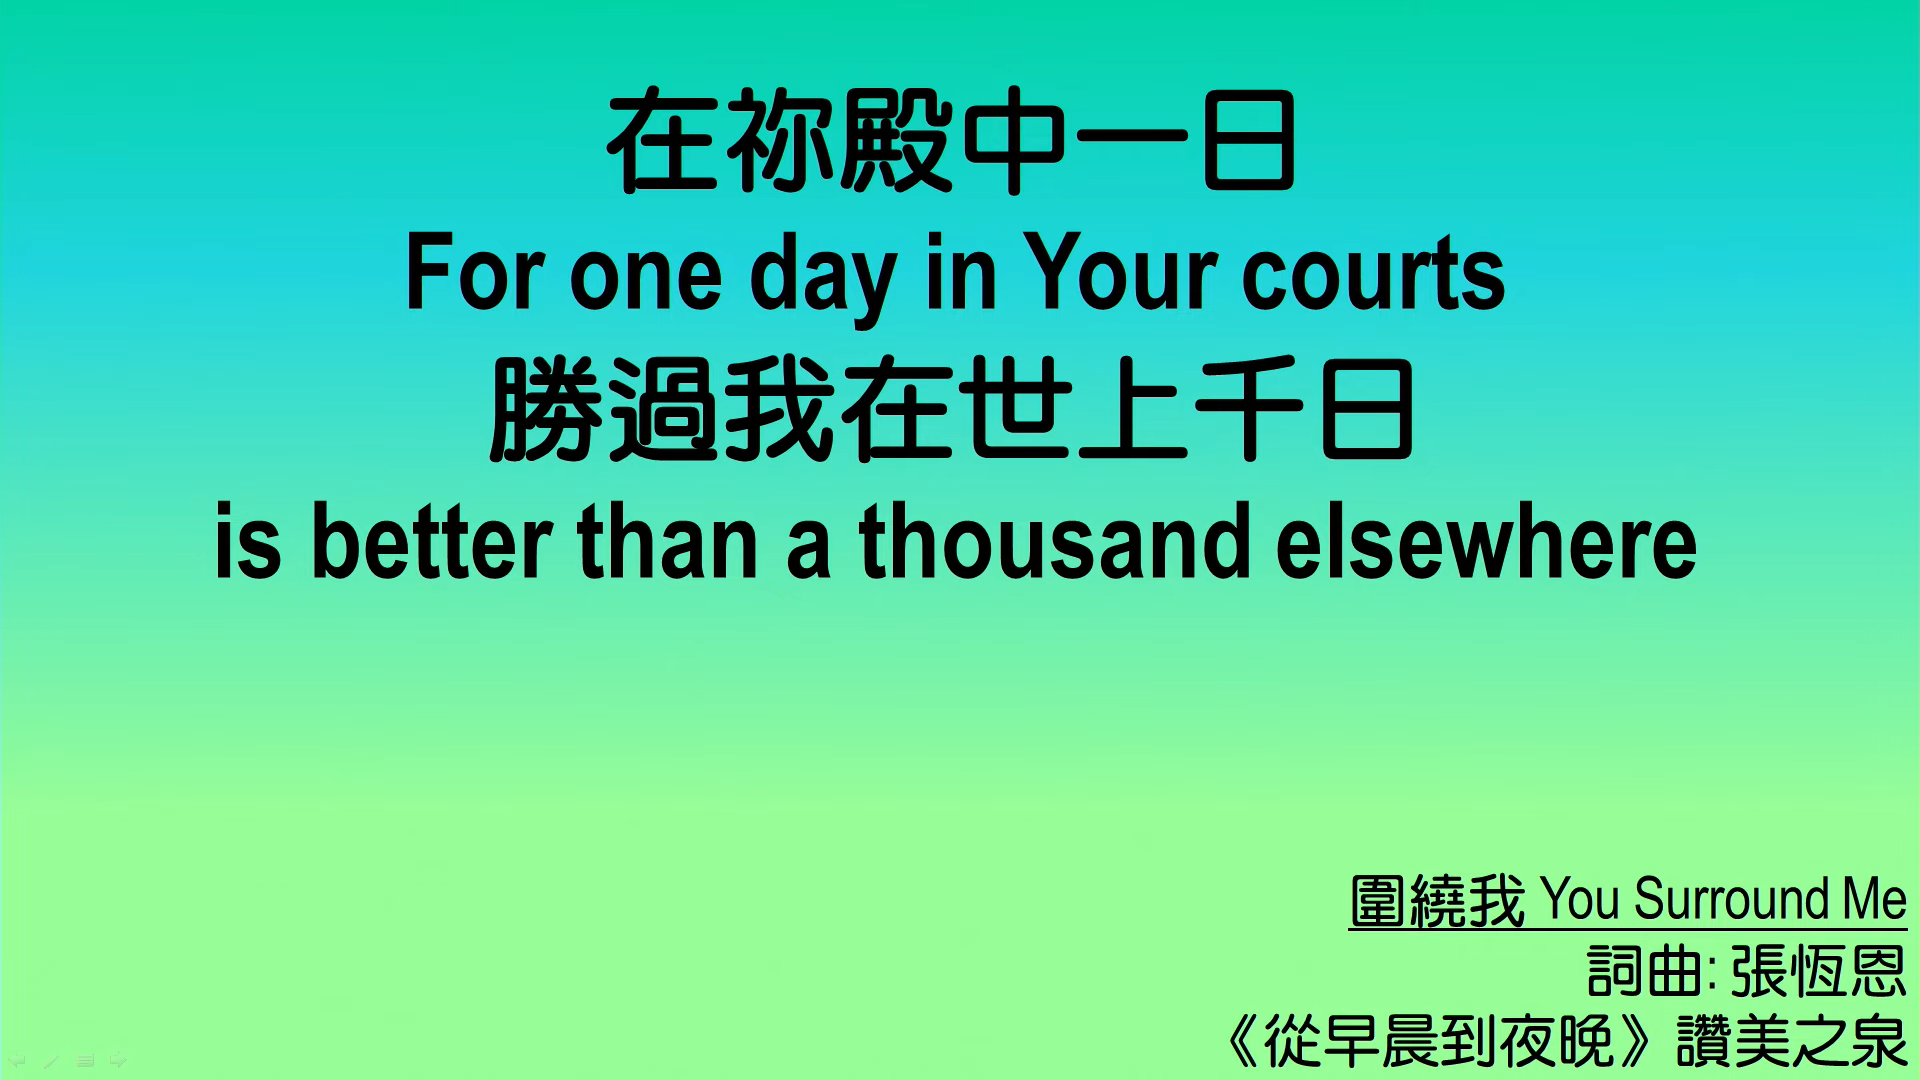 在祢殿中一日
For one day in Your courts
勝過我在世上千日
is better than a thousand elsewhere
圍繞我 You Surround Me
詞曲: 張恆恩
《從早晨到夜晚》讚美之泉